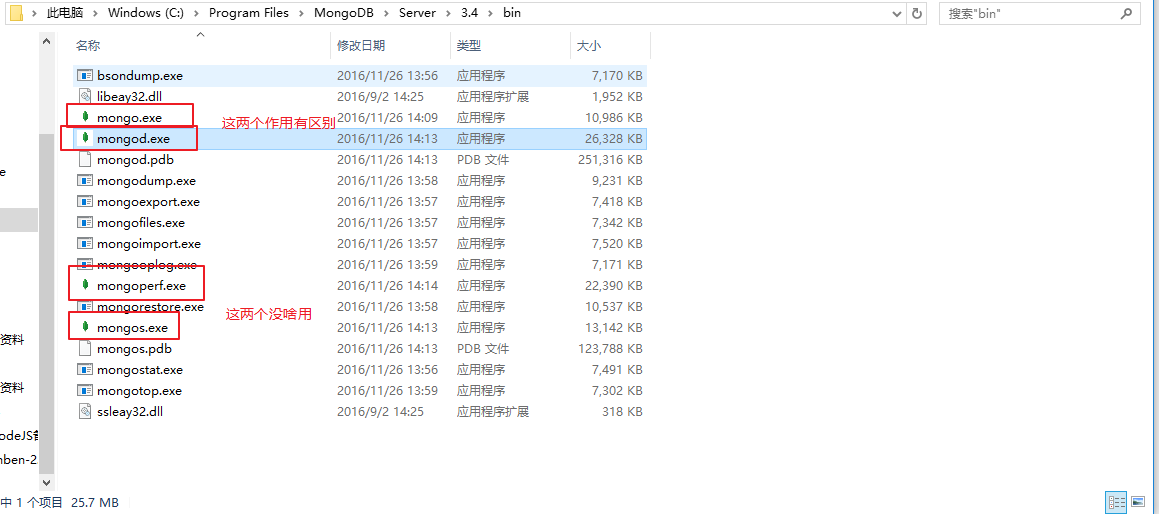 此电脑 > Windows (C:) > Program Files > MongoDB > Server > 3.4 > bin
搜索"bin"
名称 修改日期 类型 大小
bsondump.exe 2016/11/26 13:56 应用程序 7,170 KB
libeay32.dll 2016/9/2 14:25 应用程序扩展 1,952 KB
mongo.exe 2016/11/26 14:09 应用程序 10,986 KB
这两个作用有区别
mongod.exe 2016/11/26 14:13 应用程序 26,328 KB
mongod.pdb 2016/11/26 14:13 PDB 文件 251,316 KB
mongodump.exe 2016/11/26 13:58 应用程序 9,231 KB
mongoexport.exe 2016/11/26 13:57 应用程序 7,418 KB
mongofiles.exe 2016/11/26 13:57 应用程序 7,342 KB
mongoimport.exe 2016/11/26 13:57 应用程序 7,520 KB
mongooplog.exe 2016/11/26 13:59 应用程序 7,171 KB
mongoperf.exe 2016/11/26 14:14 应用程序 22,390 KB
mongorestore.exe 2016/11/26 13:58 应用程序 10,537 KB
这两个没啥用
mongos.exe 2016/11/26 14:13 应用程序 13,142 KB
mongos.pdb 2016/11/26 14:13 PDB 文件 123,788 KB
mongostat.exe 2016/11/26 13:56 应用程序 7,491 KB
mongotop.exe 2016/11/26 13:59 应用程序 7,302 KB
ssleay32.dll 2016/9/2 14:25 应用程序扩展 318 KB
e
资料
资料
odeJS
nben-2
中 1 个项目 25.7 MB